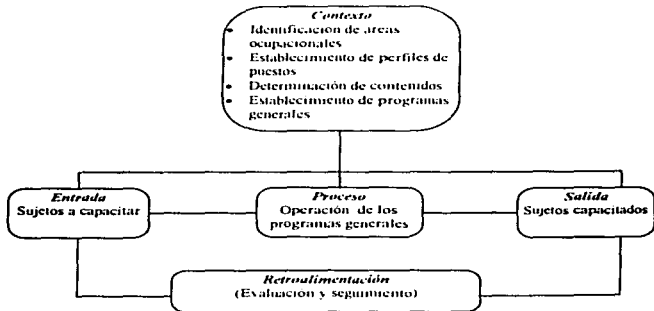 Contexto
• Identificación de areas
ocupacionales
• Establecimiento de perfiles de
puestos
• Determinación de contenidos
• Establecimiento de programas
generales
Entrada
Sujetos a capacitar
Proceso
Operación de los
programas generales
Salida
Sujetos capacitados
Retroalimentación
(Evaluación y seguimiento)